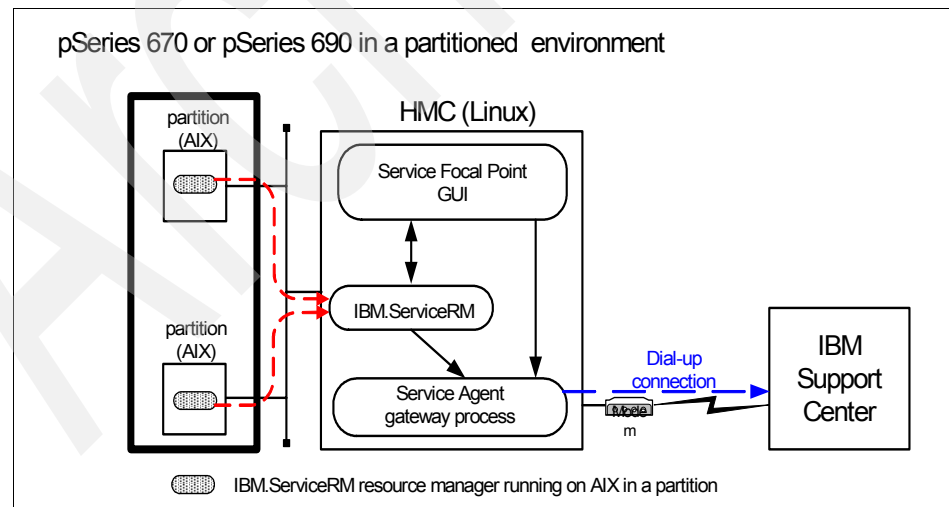 pSeries 670 or pSeries 690 in a partitioned environment
partition
(AIX)
HMC (Linux)
Service Focal Point
GUI
IBM.ServiceRM
partition
(AIX)
Service Agent
gateway process
Dial-up
connection
Mode
m
IBM
Support
Center
IBM.ServiceRM resource manager running on AIX in a partition